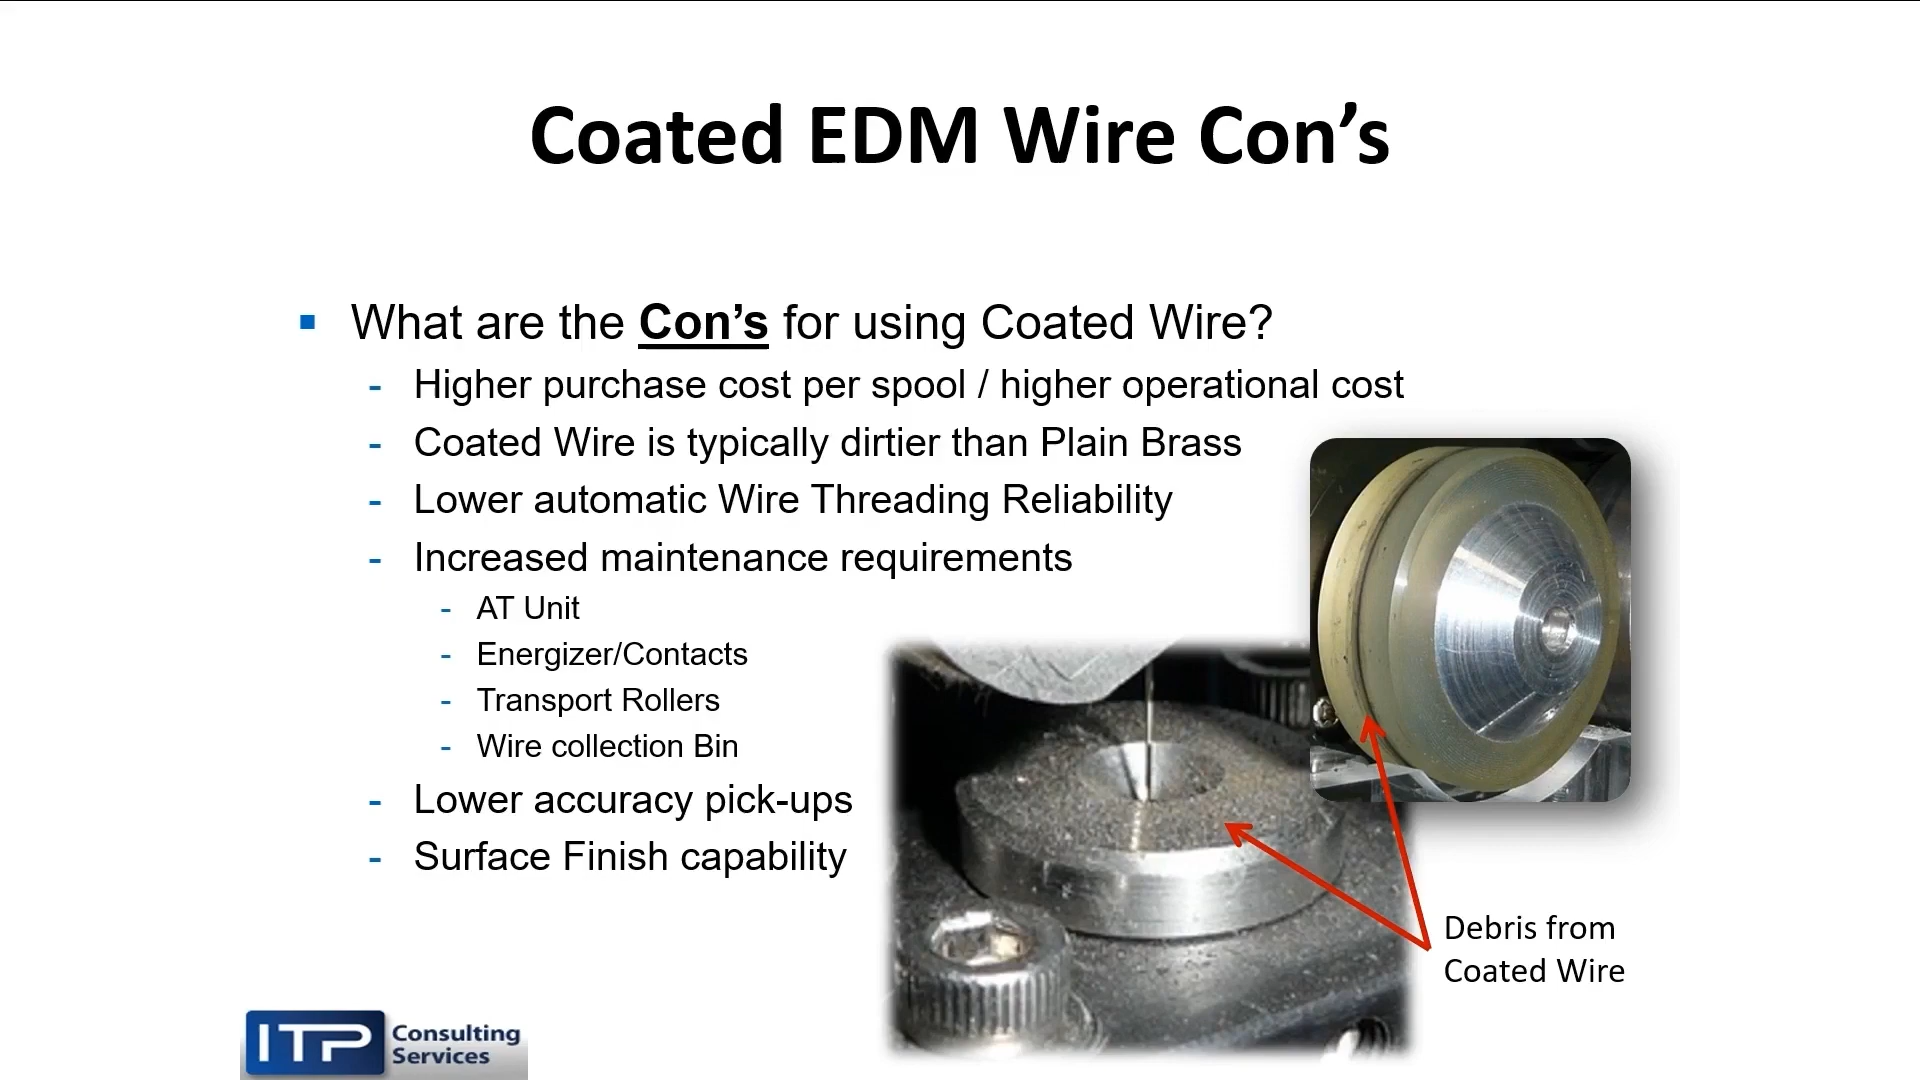 Coated EDM Wire Con’s
▪ What are the Con’s for using Coated Wire?
- Higher purchase cost per spool / higher operational cost
- Coated Wire is typically dirtier than Plain Brass
- Lower automatic Wire Threading Reliability
- Increased maintenance requirements
- AT Unit
- Energizer/Contacts
- Transport Rollers
- Wire collection Bin
- Lower accuracy pick-ups
- Surface Finish capability
Debris from
Coated Wire
ITP Consulting
Services